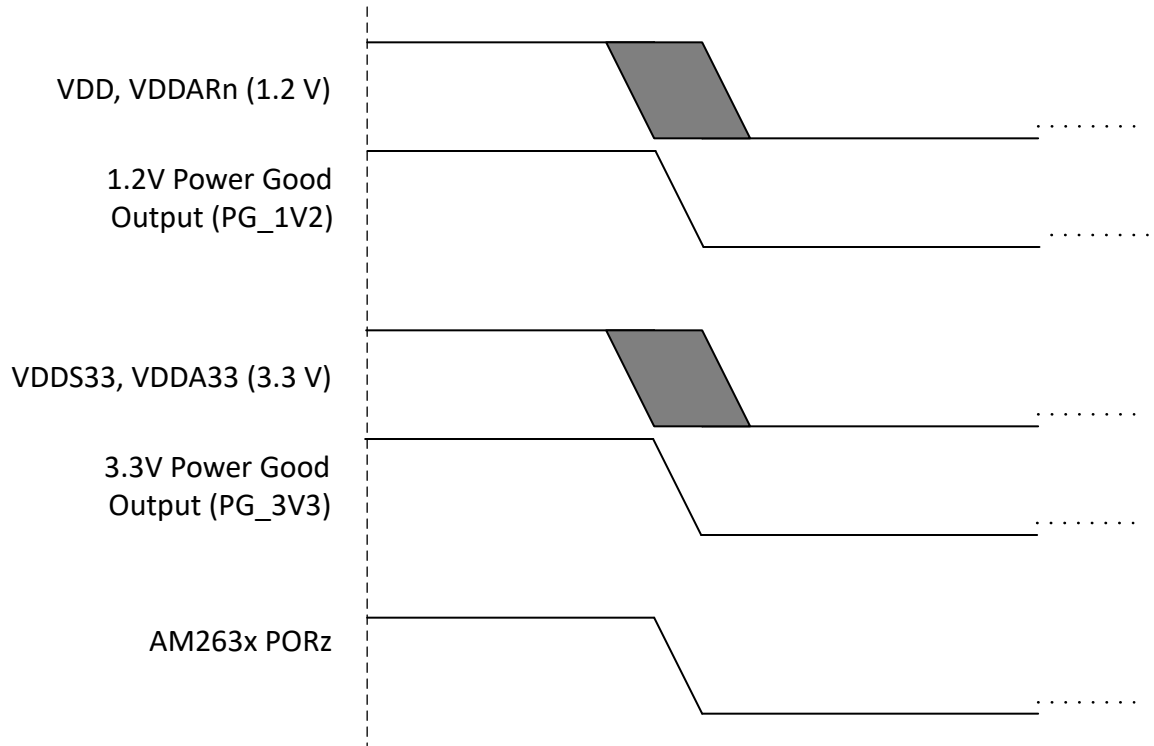 VDD, VDDARn (1.2 V)
1.2V Power Good
Output (PG_1V2)
VDDS33, VDDA33 (3.3 V)
3.3V Power Good
Output (PG_3V3)
AM263x PORz